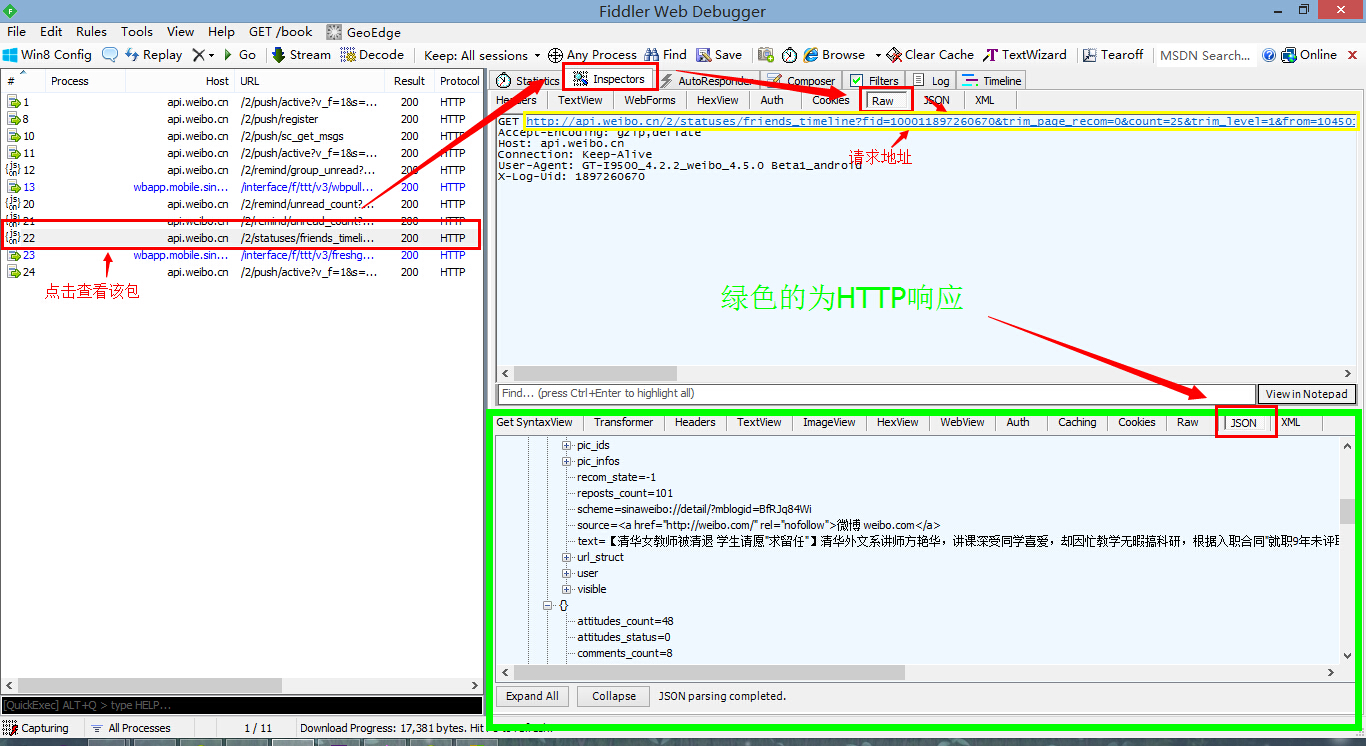 Fiddler Web Debugger
File Edit Rules Tools View Help GET /book GeoEdge
Win8 Config Replay Go Stream Decode Keep: All sessions Any Process Find Save Browse Clear Cache TextWizard Tearoff MSDN Search... Online
# Process Host URL Result Protocol
1 api.weibo.cn /2/push/active?v_f=1&s=... 200 HTTP
8 api.weibo.cn /2/push/register 200 HTTP
10 api.weibo.cn /2/push/sc_get_msgs 200 HTTP
11 api.weibo.cn /2/push/active?v_f=1&s=... 200 HTTP
12 api.weibo.cn /2/remind/group_unread?... 200 HTTP
13 wbapp.mobile.sin... /interface/f/ttt/v3/wbpull... 200 HTTP
20 api.weibo.cn /2/remind/unread_count?... 200 HTTP
21 api.weibo.cn /2/remind/unread_count?... 200 HTTP
22 api.weibo.cn /2/statuses/friends_timeli... 200 HTTP
23 wbapp.mobile.sin... /interface/f/ttt/v3/freshg... 200 HTTP
24 api.weibo.cn /2/push/active?v_f=1&s=... 200 HTTP
点击查看该包
Statistics Inspectors AutoResponder Composer Filters Log Timeline
Headers TextView WebForms HexView Auth Cookies Raw JSON XML
GET http://api.weibo.cn/2/statuses/friends_timeline?fid=100011897260670&trim_page_recom=0&count=25&trim_level=1&from=10450
Accept-Encoding: gzip,deflate
Host: api.weibo.cn
Connection: Keep-Alive
User-Agent: GT-I9500_4.2.2_weibo_4.5.0 Beta1_android
X-Log-Uid: 1897260670
请求地址
绿色的为HTTP响应
Find... (press Ctrl+Enter to highlight all) View in Notepad
Get SyntaxView Transformer Headers TextView ImageView HexView WebView Auth Caching Cookies Raw JSON XML
pic_ids
pic_infos
recom_state=-1
reposts_count=101
scheme=sinaweibo://detail/?mblogid=BfRJq84Wi
source=<a href="http://weibo.com/" rel="nofollow">微博 weibo.com</a>
text=【清华女教师被清退 学生请愿"求留任"】清华外文系讲师方艳华，讲课深受同学喜爱，却因忙教学无暇搞科研，根据入职合同"就职9年未评
url_struct
user
visible
{}
attitudes_count=48
attitudes_status=0
comments_count=8
Expand All Collapse JSON parsing completed.
[QuickExec] ALT+Q > type HELP...
Capturing All Processes 1 / 11 Download Progress: 17,381 bytes. Hit